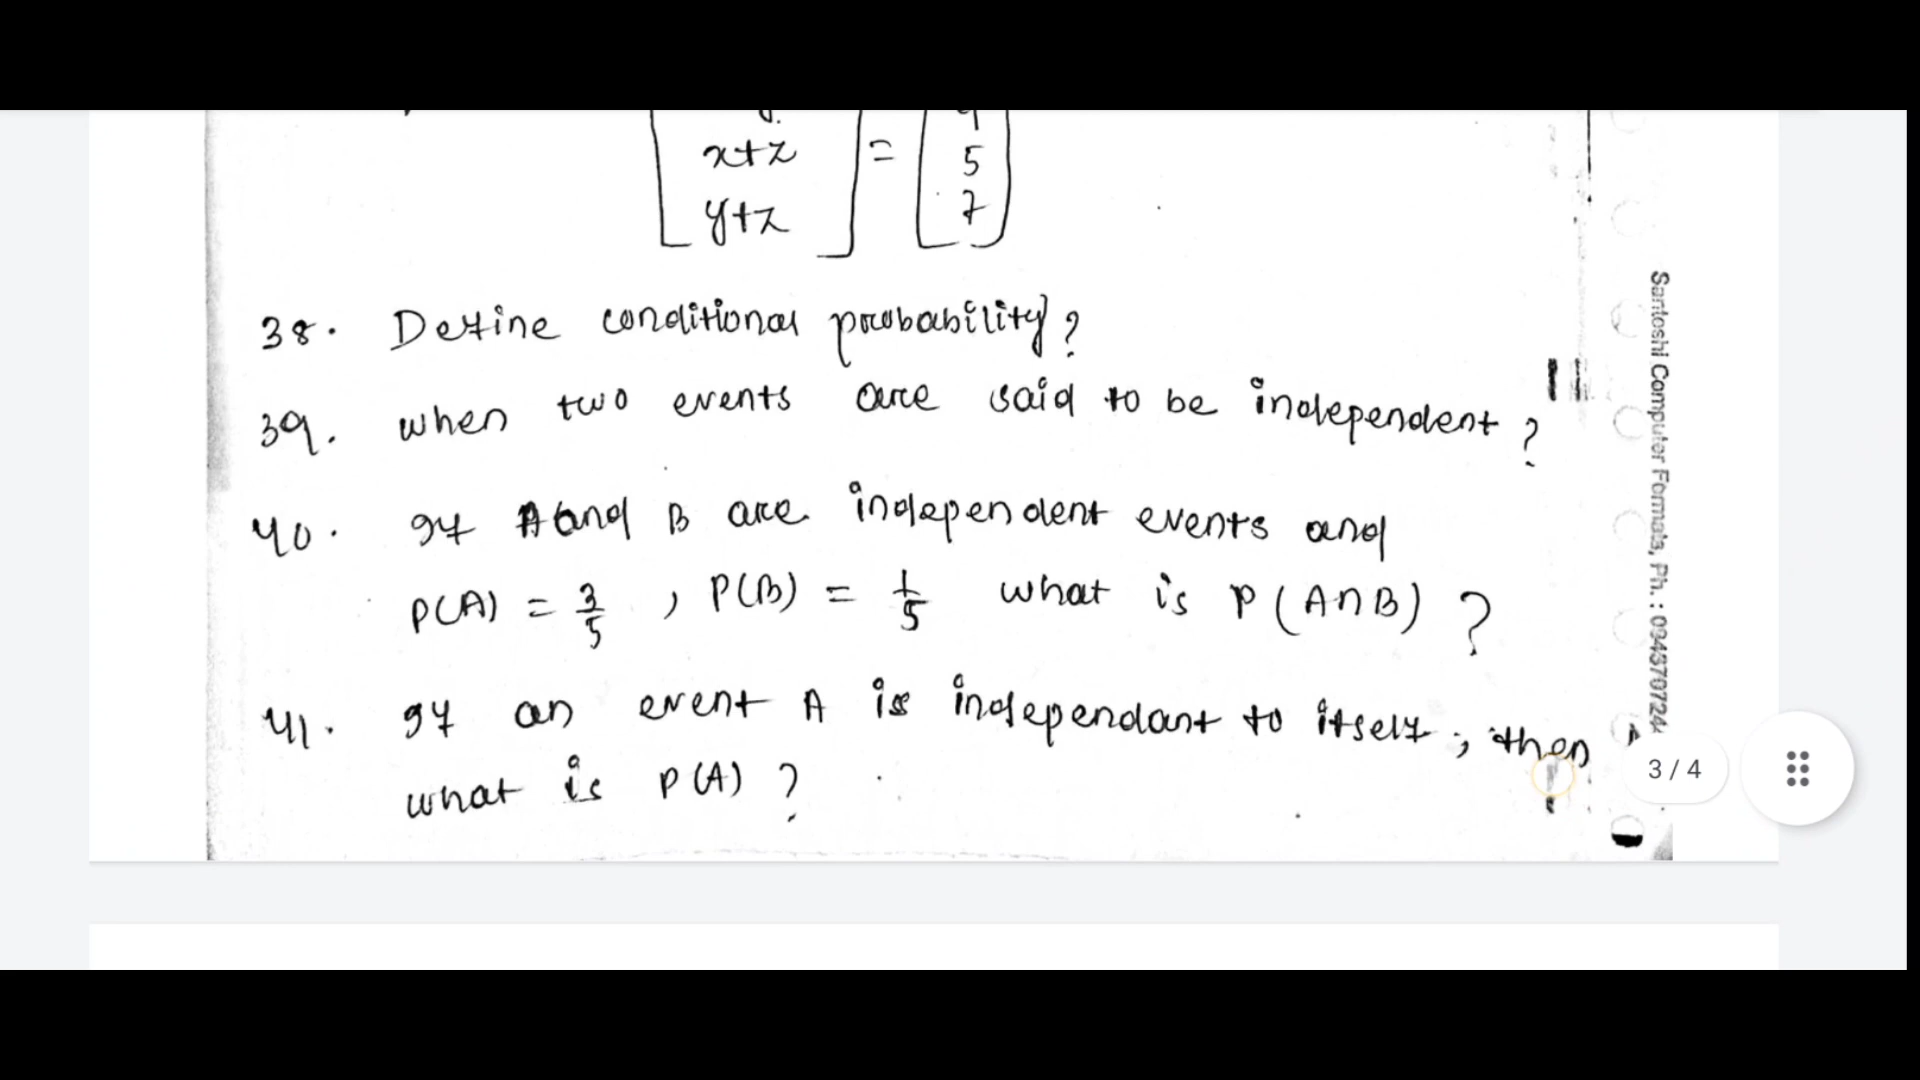 x+z = 5
y+z 7
38. Define conditional probability?
39. when two events are said to be independent?
40. If A and B are independent events and
P(A) = 3/5, P(B) = 1/5 what is P(A∩B)?
41. If an event A is independant to itself, then
what is P(A)?
Santoshi Computer Formats, Ph. :
3 / 4